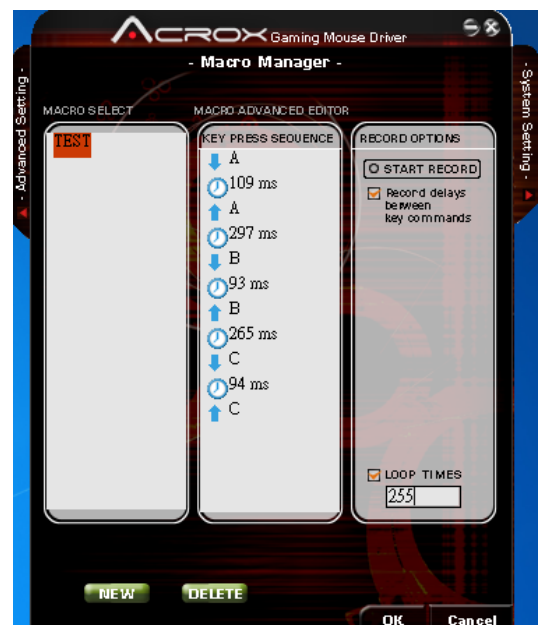 ACROX Gaming Mouse Driver
- Macro Manager -
- Advanced Setting -
- System Setting -
MACRO SELECT
MACRO ADVANCED EDITOR
TEST
KEY PRESS SEQUENCE
A
109 ms
A
297 ms
B
93 ms
B
265 ms
C
94 ms
C
RECORD OPTIONS
START RECORD
Record delays
between
key commands
LOOP TIMES
255
NEW
DELETE
OK
Cancel